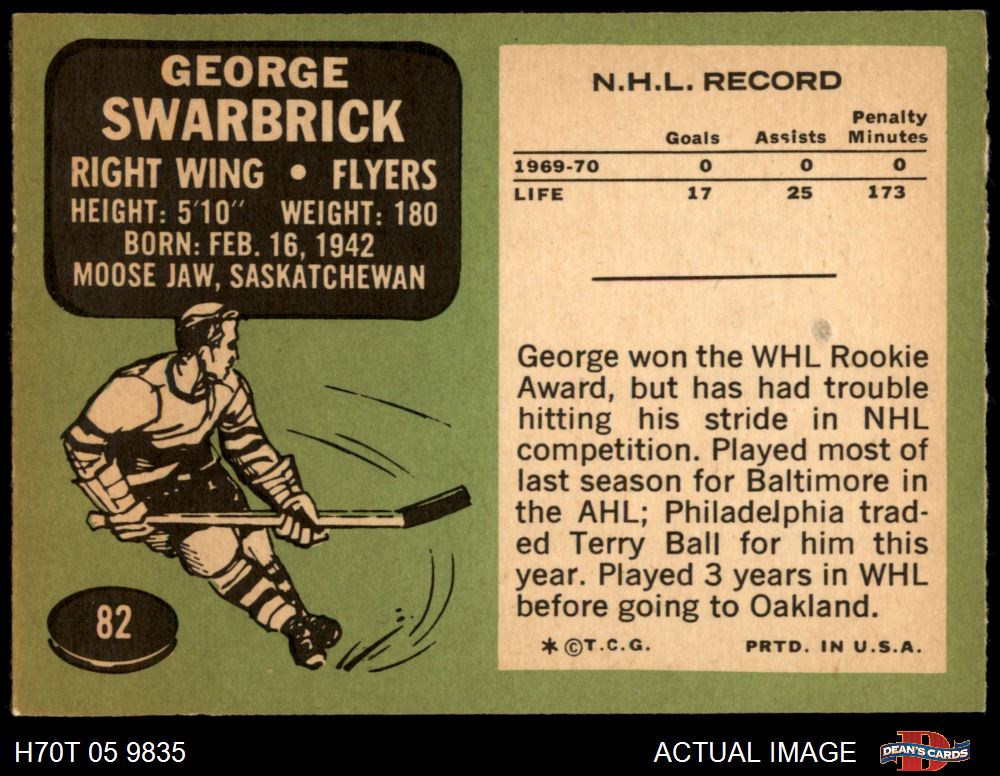 GEORGE
SWARBRICK
RIGHT WING • FLYERS
HEIGHT: 5'10" WEIGHT: 180
BORN: FEB. 16, 1942
MOOSE JAW, SASKATCHEWAN
82
N.H.L. RECORD
Goals Assists Penalty Minutes
1969-70 0 0 0
LIFE 17 25 173
George won the WHL Rookie
Award, but has had trouble
hitting his stride in NHL
competition. Played most of
last season for Baltimore in
the AHL; Philadelphia trad-
ed Terry Ball for him this
year. Played 3 years in WHL
before going to Oakland.
* © T.C.G. PRTD. IN U.S.A.
H70T 05 9835 ACTUAL IMAGE D DEAN'S CARDS